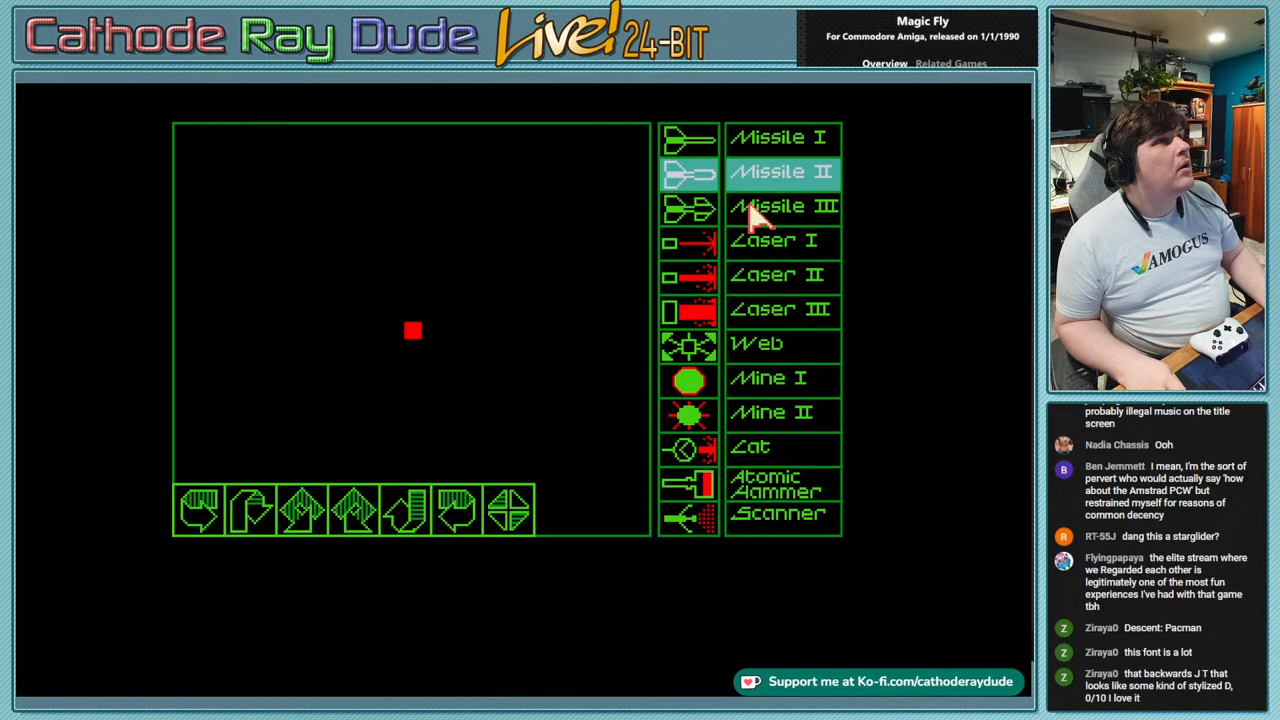 Cathode Ray Dude Live! 24-BIT
Magic Fly
For Commodore Amiga, released on 1/1/1990
Overview Related Games
Missile I
Missile II
Missile III
Laser I
Laser II
Laser III
Web
Mine I
Mine II
Lat
Atomic
Hammer
Scanner
AMOGUS
probably illegal music on the title
screen
Nadia Chassis Ooh
B
Ben Jemmett I mean, I'm the sort of
pervert who would actually say 'how
about the Amstrad PCW' but
restrained myself for reasons of
common decency
R
RT-55J dang this a starglider?
Flyingpapaya the elite stream where
we Regarded each other is
legitimately one of the most fun
experiences I've had with that game
tbh
Z
Ziraya0 Descent: Pacman
Z
Ziraya0 this font is a lot
Z
Ziraya0 that backwards J T that
looks like some kind of stylized D,
0/10 I love it
Support me at Ko-fi.com/cathoderaydude